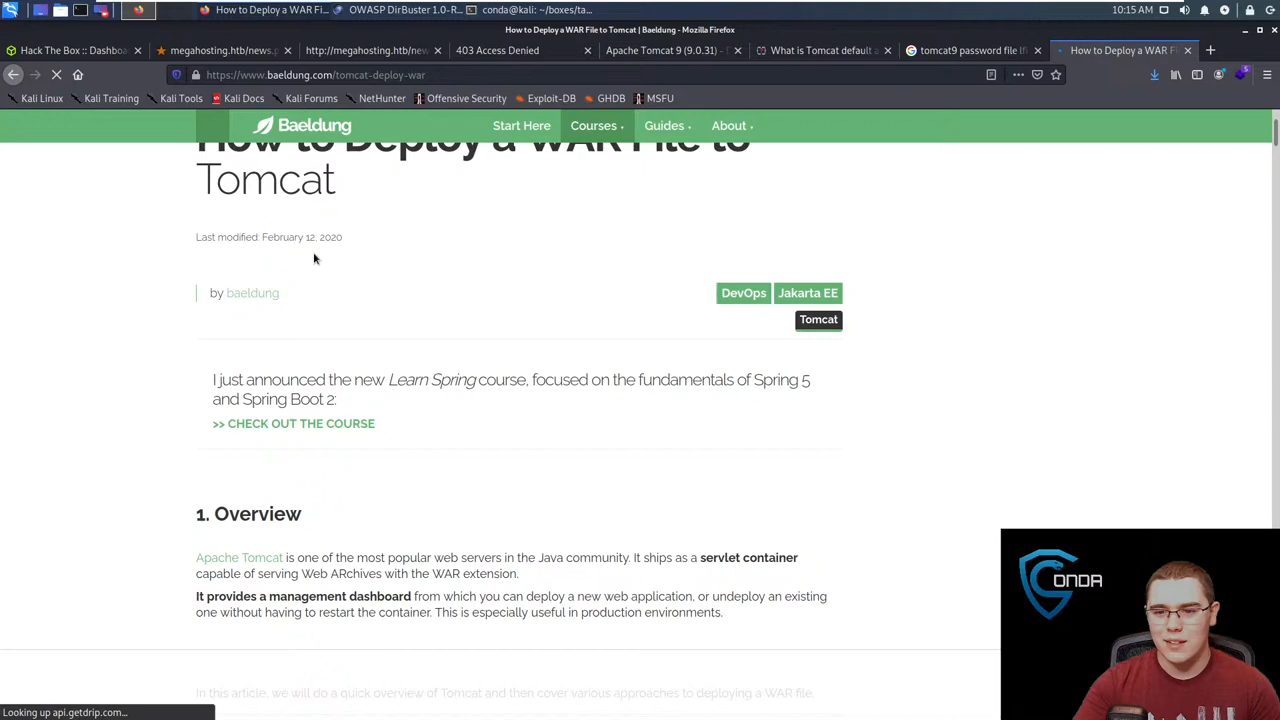 How to Deploy a WAR Fi...
OWASP DirBuster 1.0-R...
conda@kali: ~/boxes/ta...
10:15 AM
How to Deploy a WAR File to Tomcat | Baeldung - Mozilla Firefox
Hack The Box :: Dashboa
megahosting.htb/news.p
http://megahosting.htb/new
403 Access Denied
Apache Tomcat 9 (9.0.31) -
What is Tomcat default a
tomcat9 password file lfi
How to Deploy a WAR F
https://www.baeldung.com/tomcat-deploy-war
Kali Linux
Kali Training
Kali Tools
Kali Docs
Kali Forums
NetHunter
Offensive Security
Exploit-DB
GHDB
MSFU
Baeldung
Start Here
Courses
Guides
About
How to Deploy a WAR File to
Tomcat
Last modified: February 12, 2020
by baeldung
DevOps
Jakarta EE
Tomcat
I just announced the new Learn Spring course, focused on the fundamentals of Spring 5
and Spring Boot 2:
>> CHECK OUT THE COURSE
1. Overview
Apache Tomcat is one of the most popular web servers in the Java community. It ships as a servlet container
capable of serving Web ARchives with the WAR extension.
It provides a management dashboard from which you can deploy a new web application, or undeploy an existing
one without having to restart the container. This is especially useful in production environments.
In this article, we will do a quick overview of Tomcat and then cover various approaches to deploying a WAR file,
Looking up api.getdrip.com...
CONDA